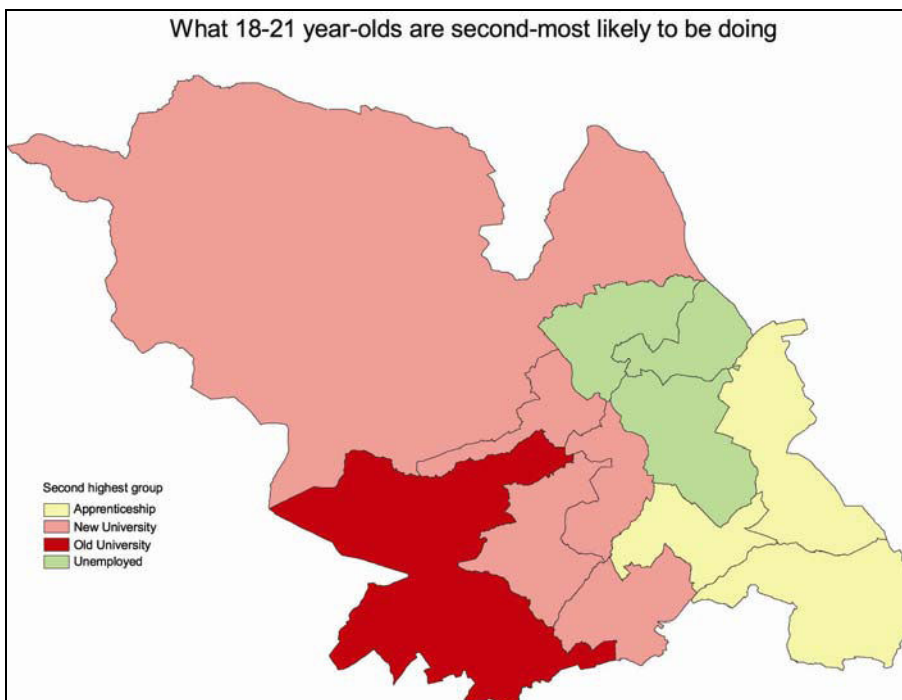 What 18-21 year-olds are second-most likely to be doing
Second highest group
Apprenticeship
New University
Old University
Unemployed